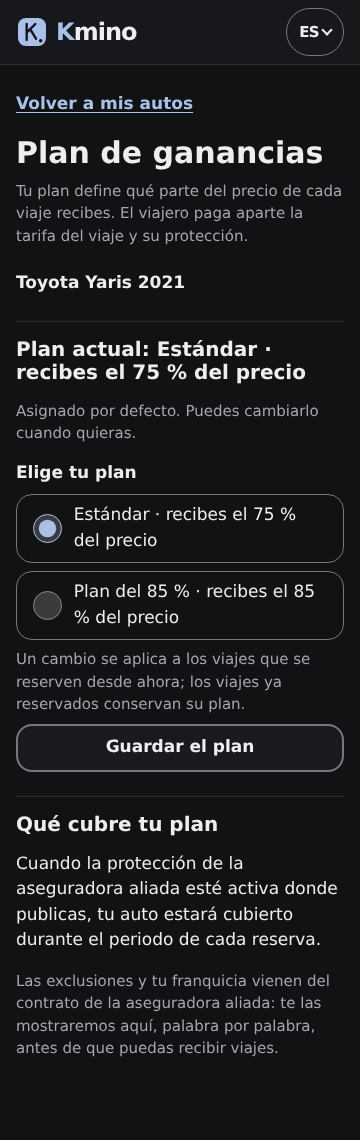 K. Kmino
ES
Volver a mis autos
Plan de ganancias
Tu plan define qué parte del precio de cada
viaje recibes. El viajero paga aparte la
tarifa del viaje y su protección.
Toyota Yaris 2021
Plan actual: Estándar ·
recibes el 75 % del precio
Asignado por defecto. Puedes cambiarlo
cuando quieras.
Elige tu plan
Estándar · recibes el 75 %
del precio
Plan del 85 % · recibes el 85
% del precio
Un cambio se aplica a los viajes que se
reserven desde ahora; los viajes ya
reservados conservan su plan.
Guardar el plan
Qué cubre tu plan
Cuando la protección de la
aseguradora aliada esté activa donde
publicas, tu auto estará cubierto
durante el periodo de cada reserva.
Las exclusiones y tu franquicia vienen del
contrato de la aseguradora aliada: te las
mostraremos aquí, palabra por palabra,
antes de que puedas recibir viajes.